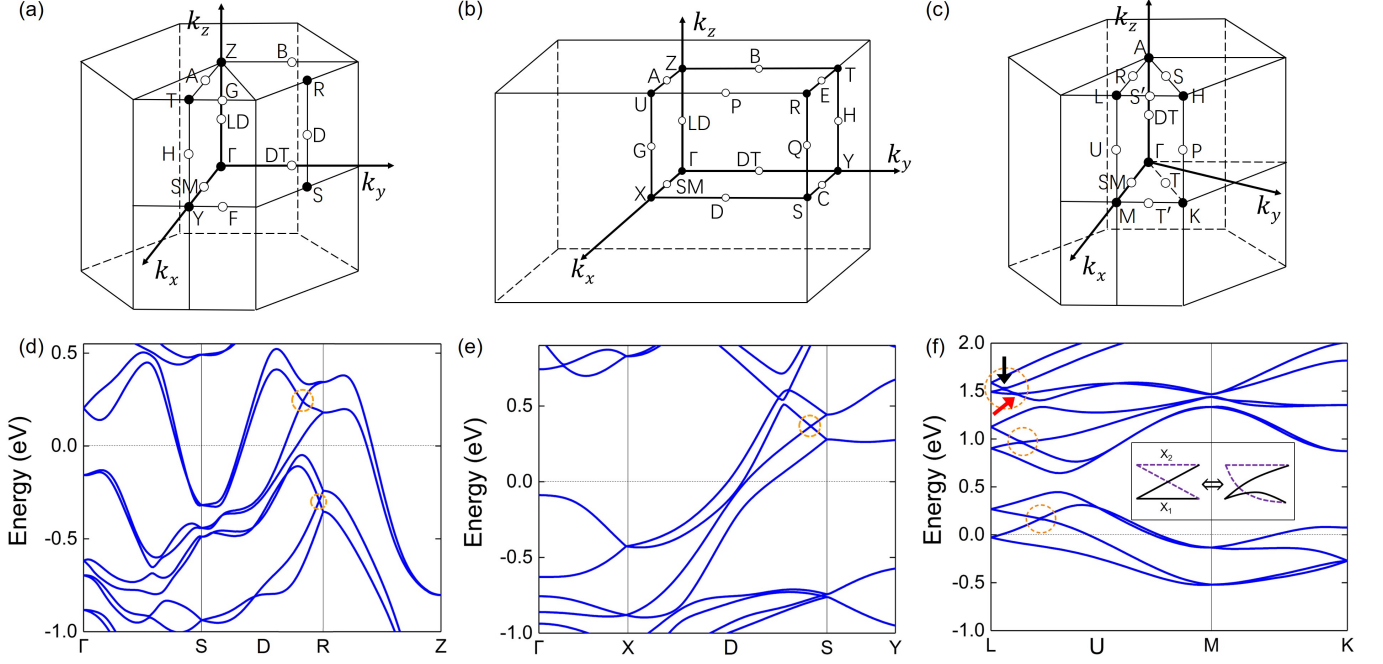 (a)
k_z
Z
B
A
T
G
R
LD
H
Γ
DT
D
k_y
SM
S
Y
F
k_x
(b)
k_z
Z
B
T
A
E
U
P
R
LD
H
G
Q
Γ
DT
Y
k_y
X
SM
D
S
C
k_x
(c)
k_z
A
R
S
L
S′
H
DT
U
Γ
P
SM
T
M
T′
K
k_y
k_x
(d)
Energy (eV)
0.5
0.0
-0.5
-1.0
Γ
S
D
R
Z
(e)
Energy (eV)
0.5
0.0
-0.5
-1.0
Γ
X
D
S
Y
(f)
Energy (eV)
2.0
1.5
1.0
0.5
0.0
-0.5
-1.0
X₂
X₁
L
U
M
K